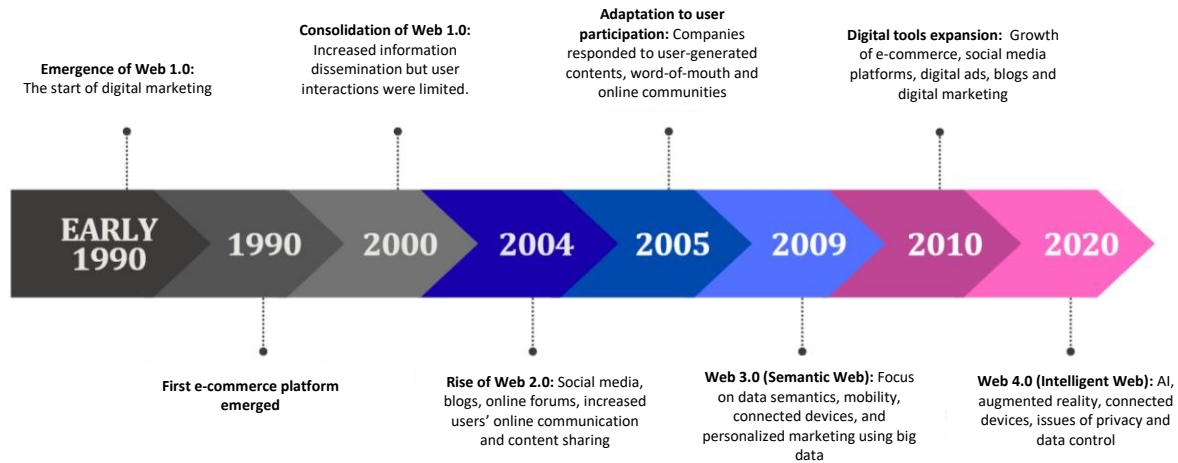 Emergence of Web 1.0:
The start of digital marketing
Consolidation of Web 1.0:
Increased information
dissemination but user
interactions were limited.
Adaptation to user
participation: Companies
responded to user-generated
contents, word-of-mouth and
online communities
Digital tools expansion: Growth
of e-commerce, social media
platforms, digital ads, blogs and
digital marketing
EARLY
1990
1990
2000
2004
2005
2009
2010
2020
First e-commerce platform
emerged
Rise of Web 2.0: Social media,
blogs, online forums, increased
users’ online communication
and content sharing
Web 3.0 (Semantic Web): Focus
on data semantics, mobility,
connected devices, and
personalized marketing using big
data
Web 4.0 (Intelligent Web): AI,
augmented reality, connected
devices, issues of privacy and
data control